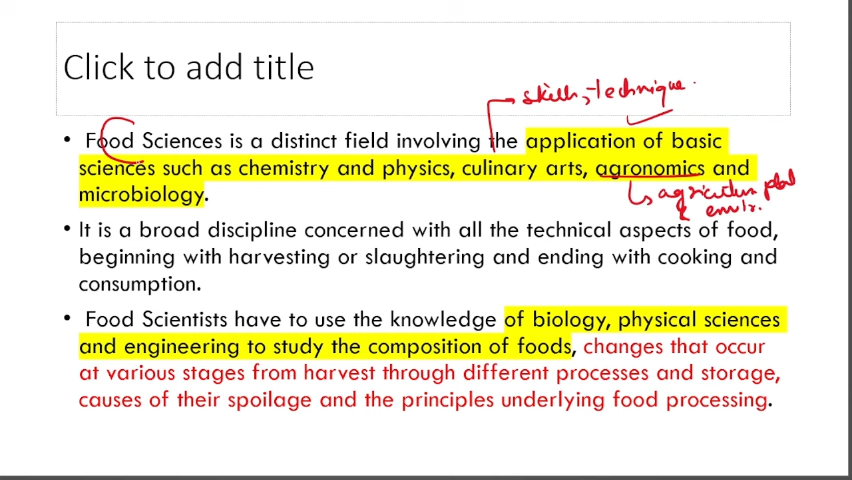 Click to add title
skills, technique
• Food Sciences is a distinct field involving the application of basic
sciences such as chemistry and physics, culinary arts, agronomics and
microbiology.
& envir.
• It is a broad discipline concerned with all the technical aspects of food,
beginning with harvesting or slaughtering and ending with cooking and
consumption.
• Food Scientists have to use the knowledge of biology, physical sciences
and engineering to study the composition of foods, changes that occur
at various stages from harvest through different processes and storage,
causes of their spoilage and the principles underlying food processing.